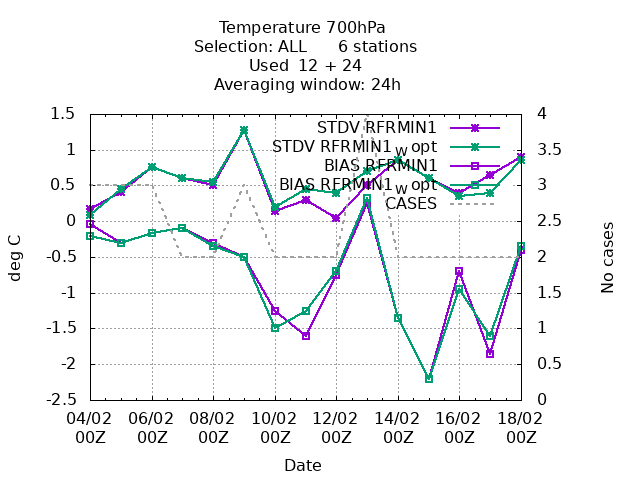 Temperature 700hPa
Selection: ALL 6 stations
Used 12 + 24
Averaging window: 24h
STDV RFRMIN1
STDV RFRMIN1w opt
BIAS RFRMIN1
BIAS RFRMIN1w opt
CASES
1.5
1
0.5
0
-0.5
-1
-1.5
-2
-2.5
deg C
4
3.5
3
2.5
2
1.5
1
0.5
0
No cases
04/02 06/02 08/02 10/02 12/02 14/02 16/02 18/02
00Z 00Z 00Z 00Z 00Z 00Z 00Z 00Z
Date